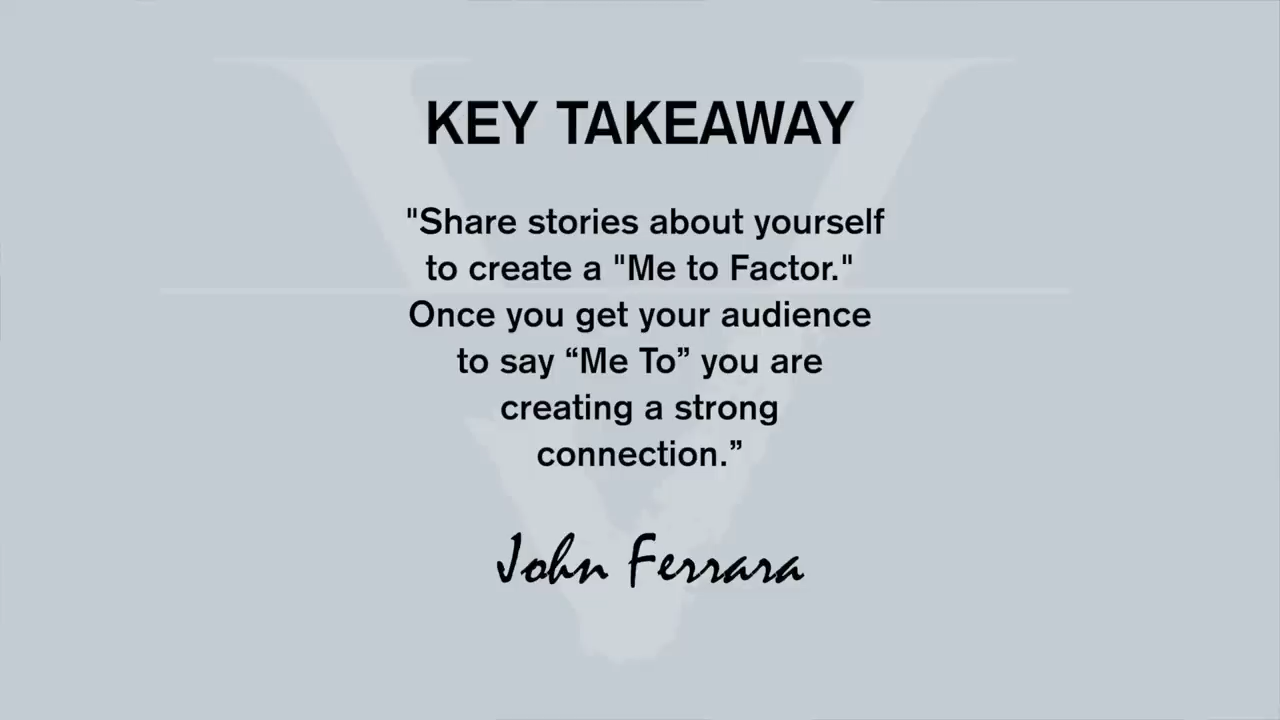 KEY TAKEAWAY
"Share stories about yourself
to create a "Me to Factor."
Once you get your audience
to say “Me To” you are
creating a strong
connection.”
John Ferrara